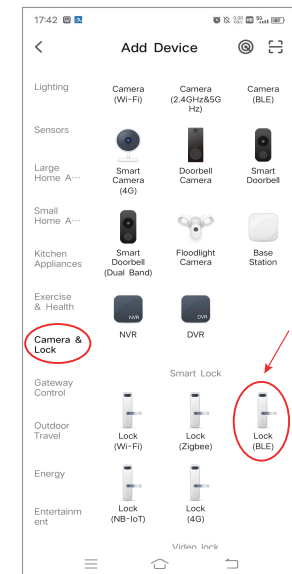 17:42
Add Device
Lighting
Sensors
Large
Home A···
Small
Home A···
Kitchen
Appliances
Exercise
& Health
Camera &
Lock
Gateway
Control
Outdoor
Travel
Energy
Entertainm
ent
Camera
(Wi-Fi)
Camera
(2.4GHz&5G
Hz)
Camera
(BLE)
Smart
Camera
(4G)
Doorbell
Camera
Smart
Doorbell
Smart
Doorbell
(Dual Band)
Floodlight
Camera
Base
Station
NVR
NVR
DVR
DVR
Smart Lock
Lock
(Wi-Fi)
Lock
(Zigbee)
Lock
(BLE)
Lock
(NB-IoT)
Lock
(4G)
Video lock